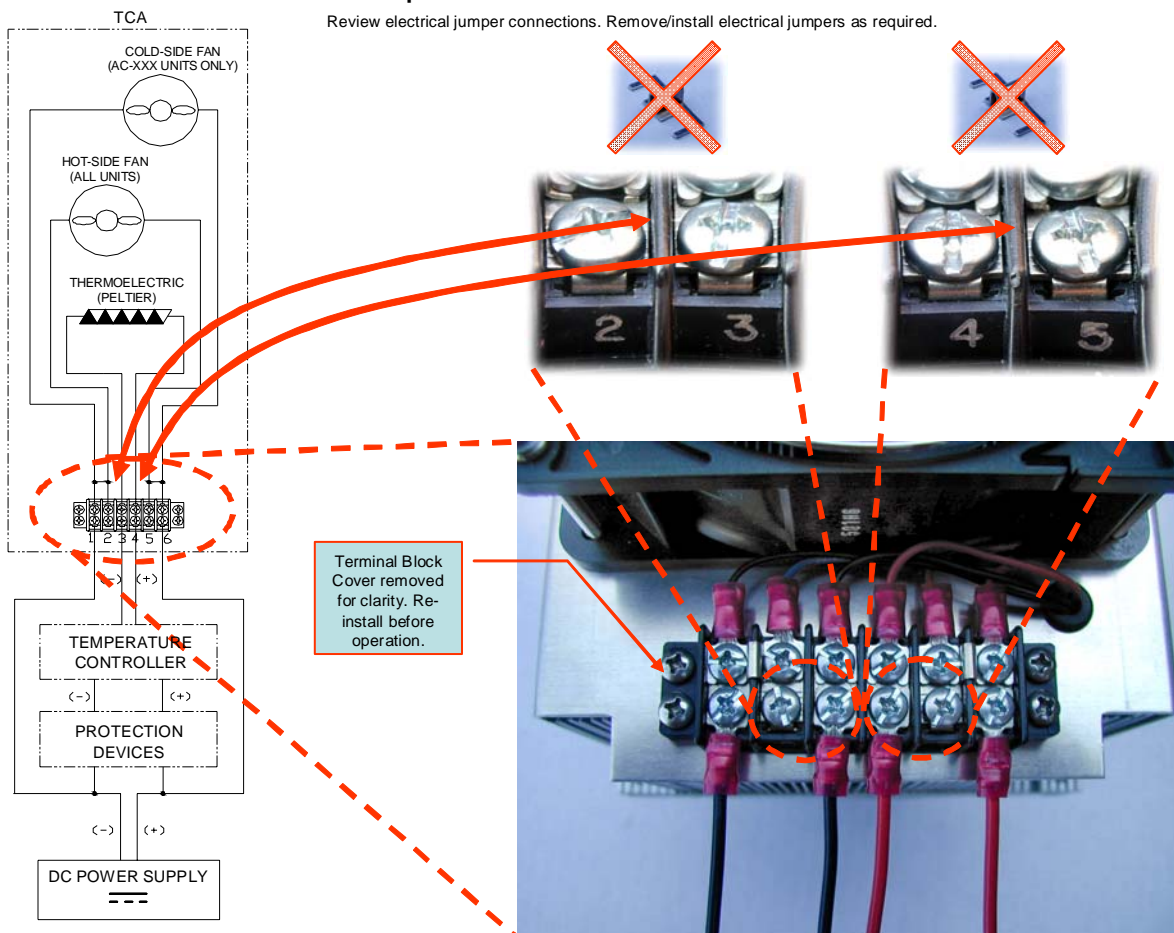 Review electrical jumper connections. Remove/install electrical jumpers as required.
TCA
COLD-SIDE FAN
(AC-XXX UNITS ONLY)
HOT-SIDE FAN
(ALL UNITS)
THERMOELECTRIC
(PELTIER)
2 3
4 5
1 2 3 4 5 6
(-) (+)
Terminal Block
Cover removed
for clarity. Re-
install before
operation.
TEMPERATURE
CONTROLLER
(-) (+)
PROTECTION
DEVICES
(-) (+)
DC POWER SUPPLY